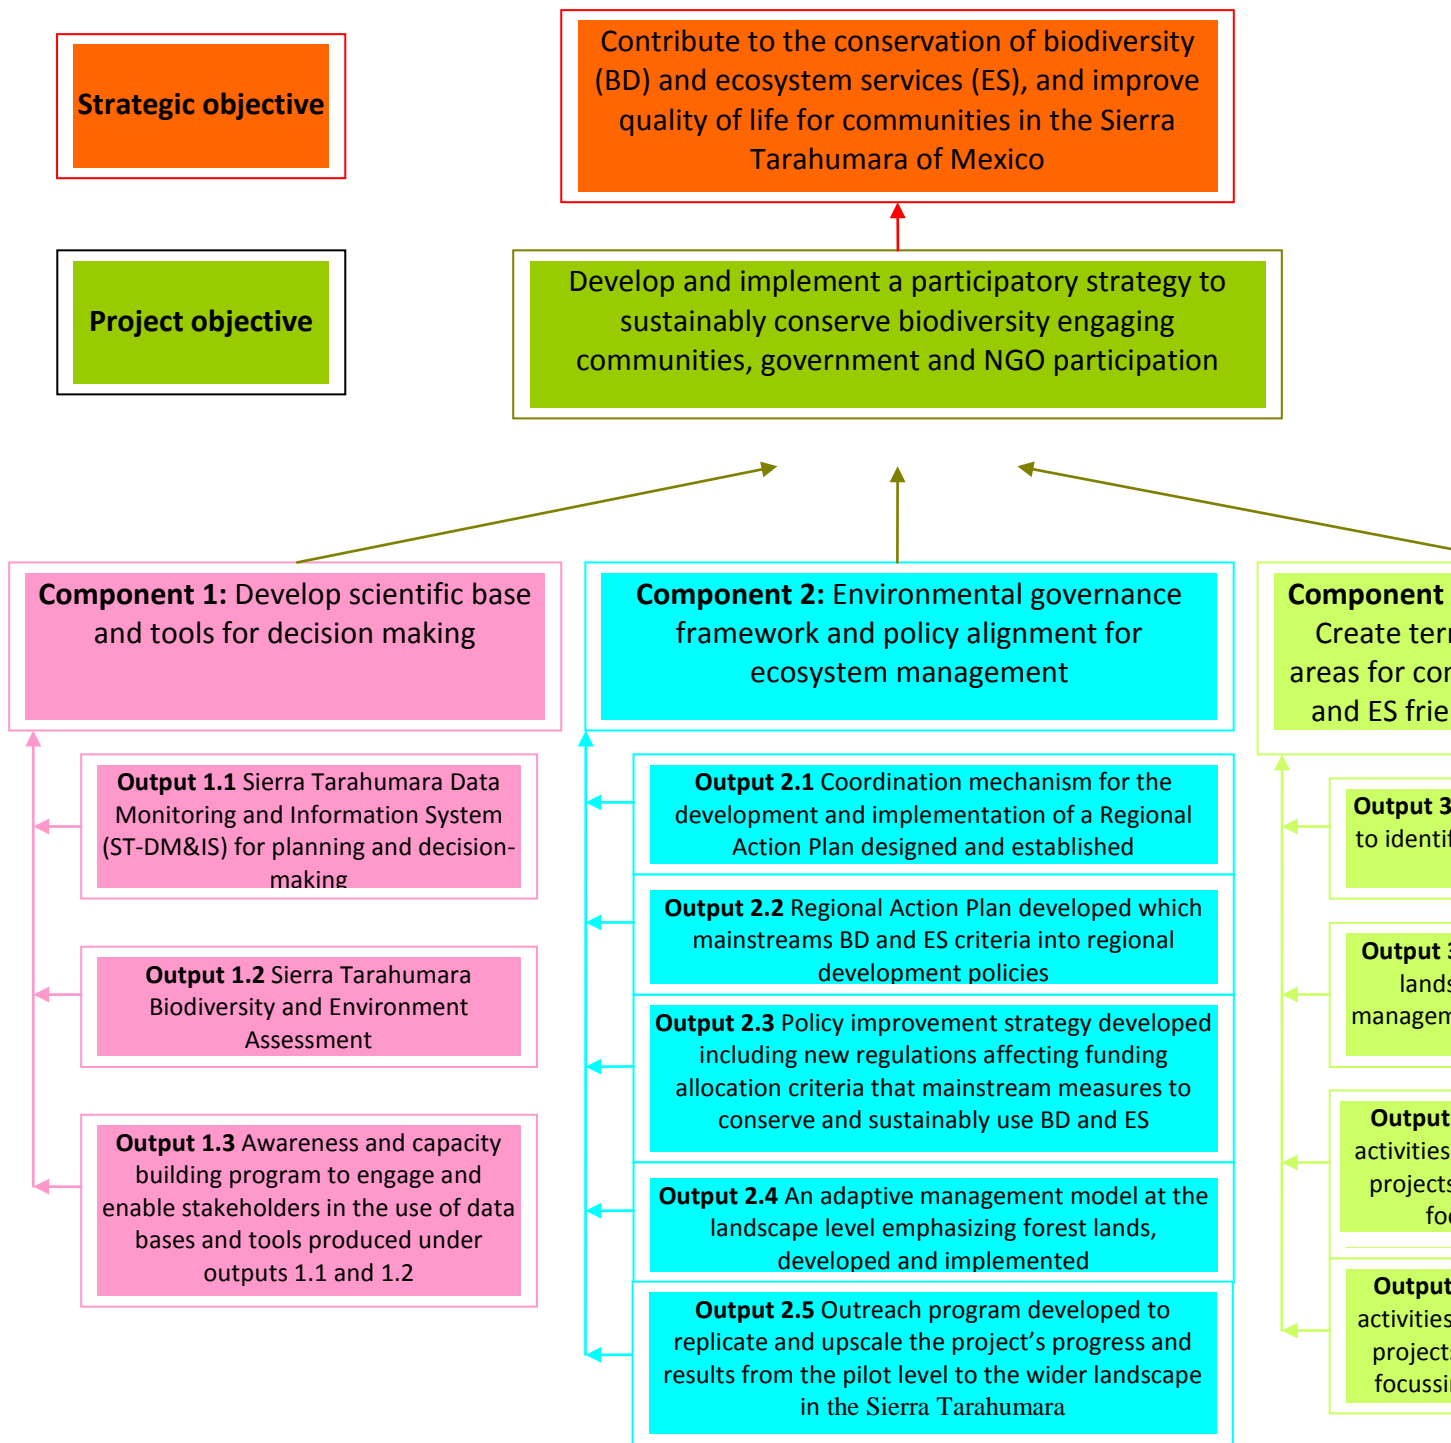 Strategic objective
Contribute to the conservation of biodiversity
(BD) and ecosystem services (ES), and improve
quality of life for communities in the Sierra
Tarahumara of Mexico
Project objective
Develop and implement a participatory strategy to
sustainably conserve biodiversity engaging
communities, government and NGO participation
Component 1: Develop scientific base
and tools for decision making
Output 1.1 Sierra Tarahumara Data
Monitoring and Information System
(ST-DM&IS) for planning and decision-
making
Output 1.2 Sierra Tarahumara
Biodiversity and Environment
Assessment
Output 1.3 Awareness and capacity
building program to engage and
enable stakeholders in the use of data
bases and tools produced under
outputs 1.1 and 1.2
Component 2: Environmental governance
framework and policy alignment for
ecosystem management
Output 2.1 Coordination mechanism for the
development and implementation of a Regional
Action Plan designed and established
Output 2.2 Regional Action Plan developed which
mainstreams BD and ES criteria into regional
development policies
Output 2.3 Policy improvement strategy developed
including new regulations affecting funding
allocation criteria that mainstream measures to
conserve and sustainably use BD and ES
Output 2.4 An adaptive management model at the
landscape level emphasizing forest lands,
developed and implemented
Output 2.5 Outreach program developed to
replicate and upscale the project's progress and
results from the pilot level to the wider landscape
in the Sierra Tarahumara
Component
Create
areas for
and ES
Output
to
Output
activities
Output
activities